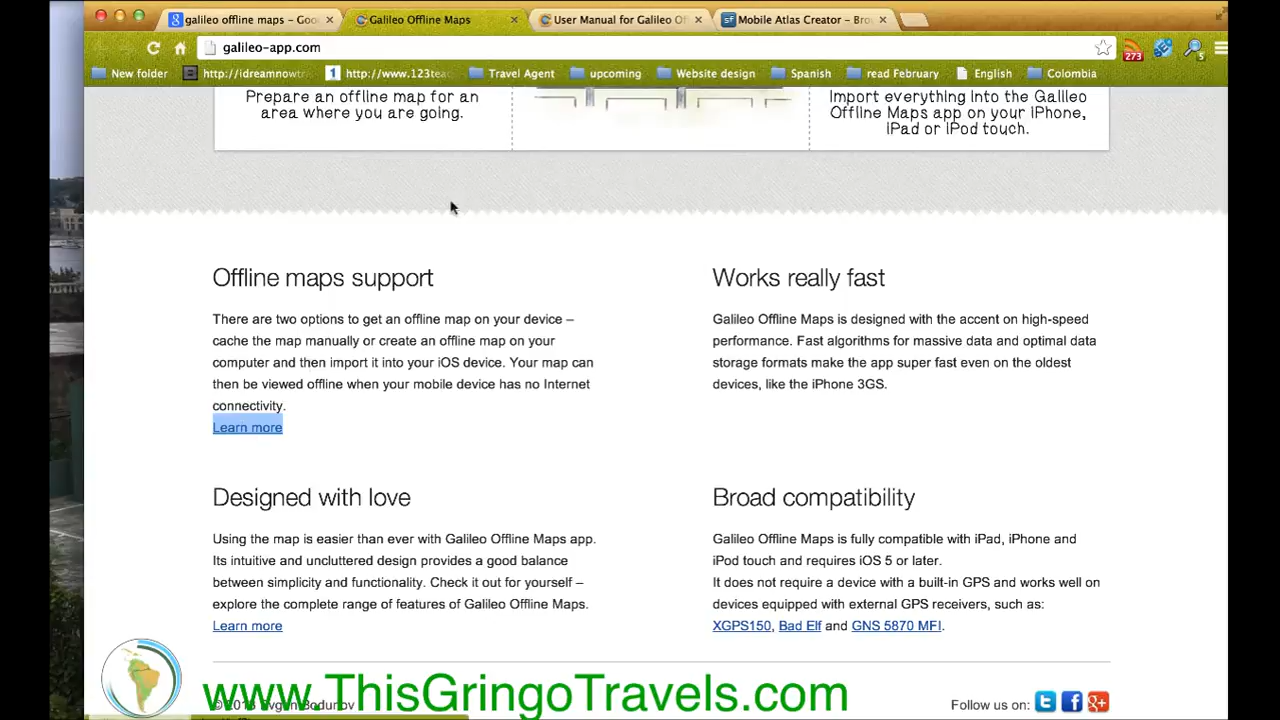 galileo offline maps – Goo
Galileo Offline Maps
User Manual for Galileo Of
Mobile Atlas Creator – Brou
galileo-app.com
273
5
New folder
http://idreamnowtr
http://www.123teac
Travel Agent
upcoming
Website design
Spanish
read February
English
Colombia
Prepare an offline map for an
area where you are going.
Import everything into the Galileo
Offline Maps app on your iPhone,
iPad or iPod touch.
Offline maps support
There are two options to get an offline map on your device –
cache the map manually or create an offline map on your
computer and then import it into your iOS device. Your map can
then be viewed offline when your mobile device has no Internet
connectivity.
Learn more
Works really fast
Galileo Offline Maps is designed with the accent on high-speed
performance. Fast algorithms for massive data and optimal data
storage formats make the app super fast even on the oldest
devices, like the iPhone 3GS.
Designed with love
Using the map is easier than ever with Galileo Offline Maps app.
Its intuitive and uncluttered design provides a good balance
between simplicity and functionality. Check it out for yourself –
explore the complete range of features of Galileo Offline Maps.
Learn more
Broad compatibility
Galileo Offline Maps is fully compatible with iPad, iPhone and
iPod touch and requires iOS 5 or later.
It does not require a device with a built-in GPS and works well on
devices equipped with external GPS receivers, such as:
XGPS150, Bad Elf and GNS 5870 MFI.
www.ThisGringoTravels.com
Follow us on: